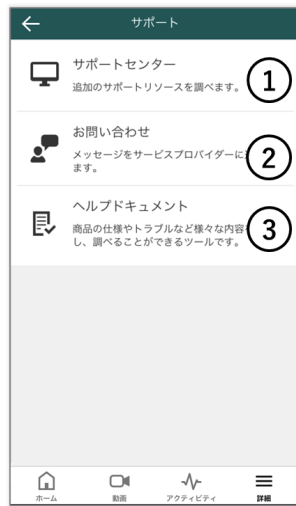 サポート
サポートセンター
追加のサポートリソースを調べます。
①
お問い合わせ
メッセージをサービスプロバイダーに
ます。
②
ヘルプドキュメント
商品の仕様やトラブルなど様々な内容
し、調べることができるツールです。
③
ホーム
動画
アクティビティ
詳細